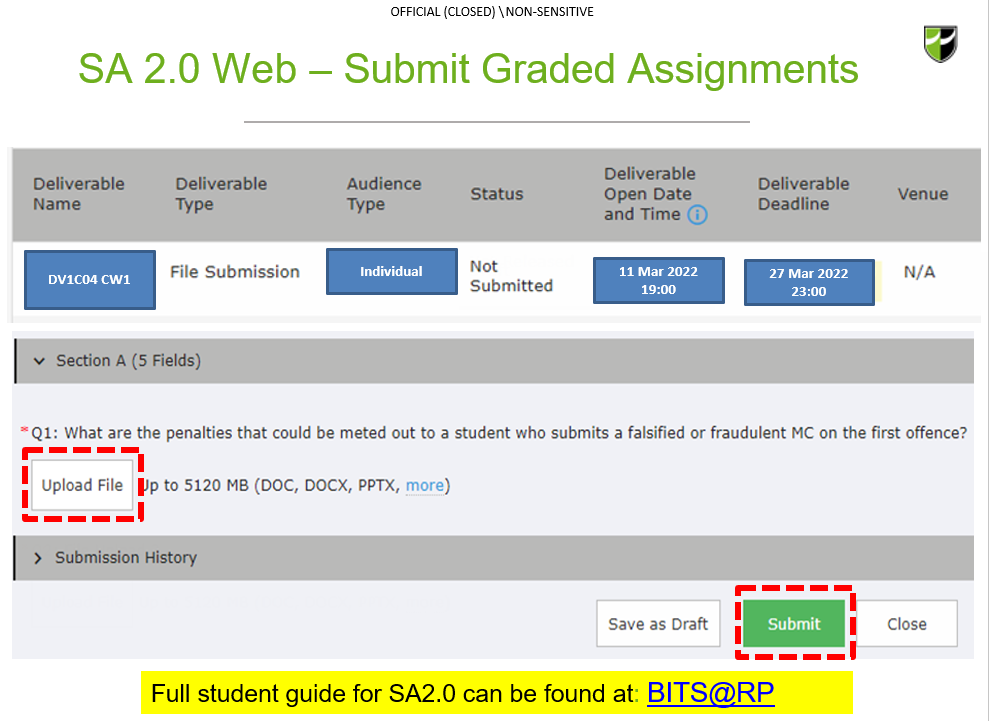 OFFICIAL (CLOSED) \ NON-SENSITIVE
SA 2.0 Web – Submit Graded Assignments
Deliverable Name
Deliverable Type
Audience Type
Status
Deliverable Open Date and Time
Deliverable Deadline
Venue
DV1C04 CW1
File Submission
Individual
Not Submitted
11 Mar 2022 19:00
27 Mar 2022 23:00
N/A
Section A (5 Fields)
*Q1: What are the penalties that could be meted out to a student who submits a falsified or fraudulent MC on the first offence?
Upload File Up to 5120 MB (DOC, DOCX, PPTX, more)
Submission History
Save as Draft Submit Close
Full student guide for SA2.0 can be found at: BITS@RP